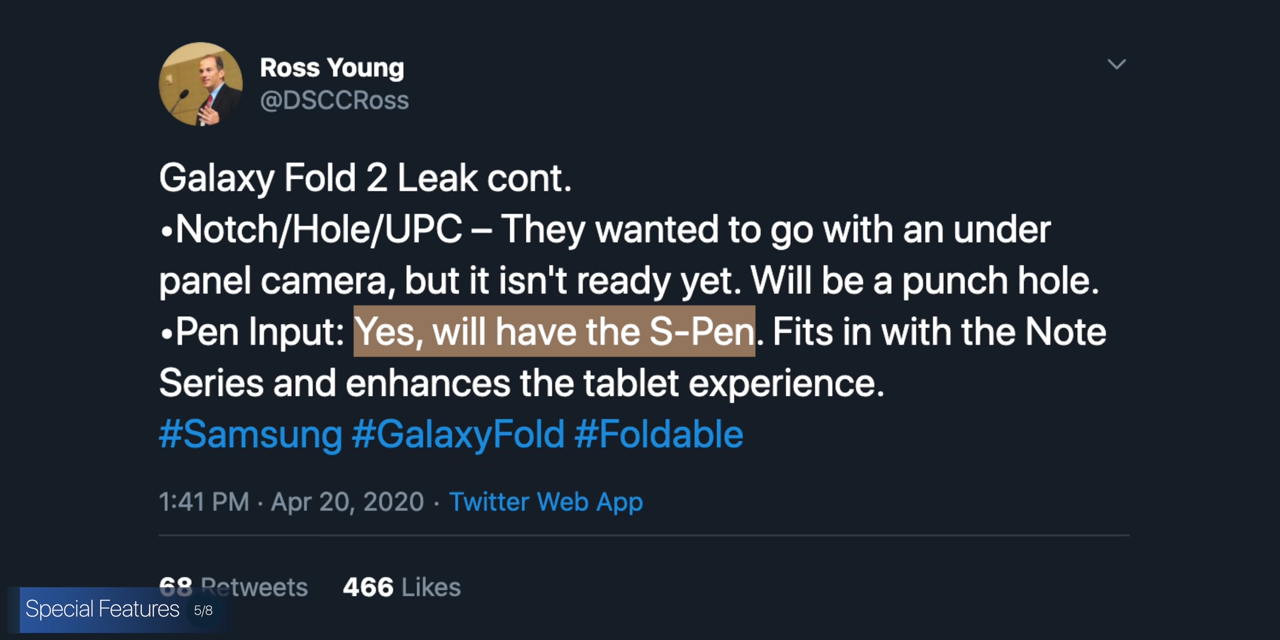 Ross Young
@DSCCRoss
Galaxy Fold 2 Leak cont.
•Notch/Hole/UPC – They wanted to go with an under
panel camera, but it isn't ready yet. Will be a punch hole.
•Pen Input: Yes, will have the S-Pen. Fits in with the Note
Series and enhances the tablet experience.
#Samsung #GalaxyFold #Foldable
1:41 PM · Apr 20, 2020 · Twitter Web App
68 Retweets 466 Likes
Special Features 5/8